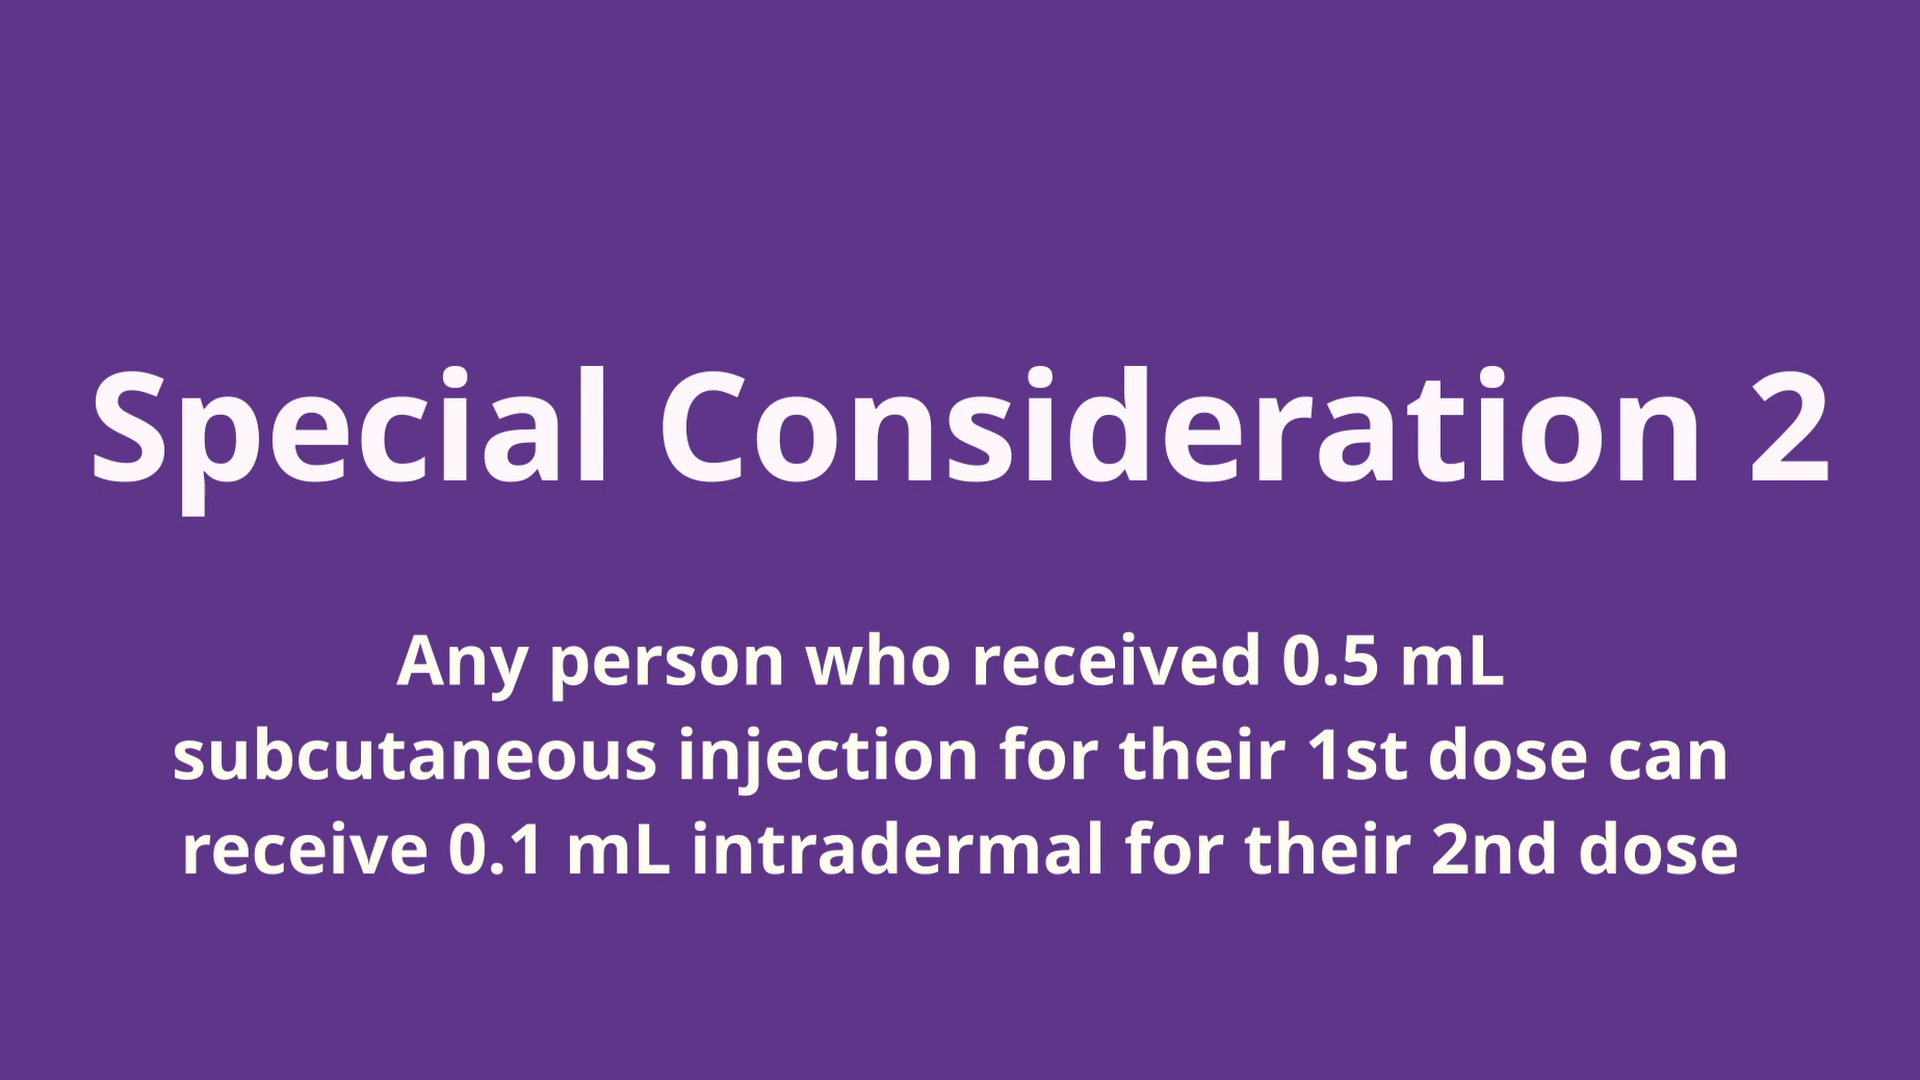 Special Consideration 2
Any person who received 0.5 mL
subcutaneous injection for their 1st dose can
receive 0.1 mL intradermal for their 2nd dose